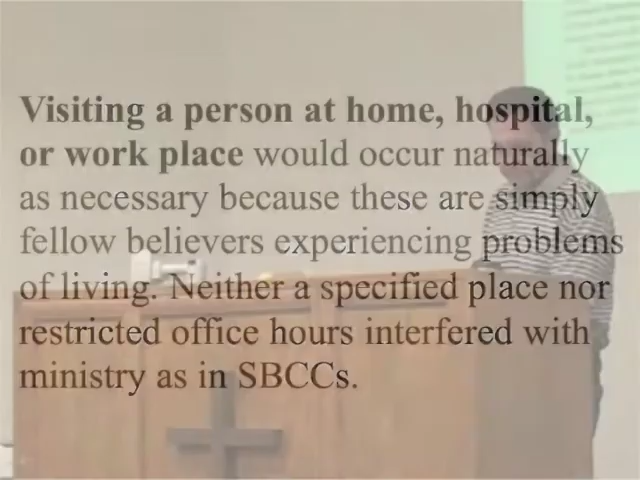 Visiting a person at home, hospital,
or work place would occur naturally
as necessary because these are simply
fellow believers experiencing problems
of living. Neither a specified place nor
restricted office hours interfered with
ministry as in SBCCs.